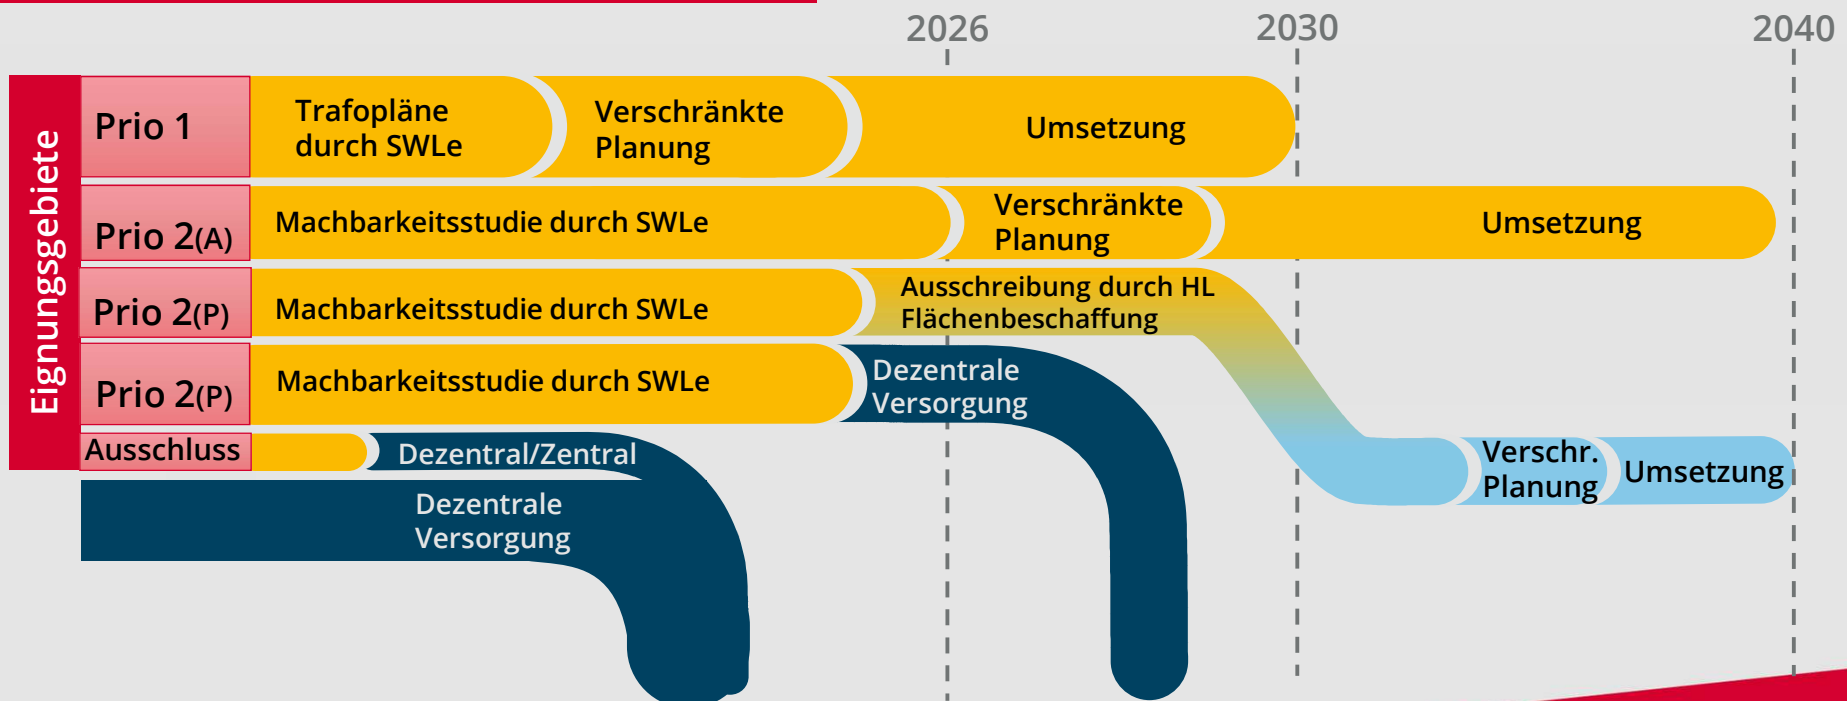 2026
2030
2040
Eignungsgebiete
Prio 1
Trafopläne
durch SWLe
Verschränkte
Planung
Umsetzung
Prio 2(A)
Machbarkeitsstudie durch SWLe
Verschränkte
Planung
Umsetzung
Prio 2(P)
Machbarkeitsstudie durch SWLe
Ausschreibung durch HL
Flächenbeschaffung
Prio 2(P)
Machbarkeitsstudie durch SWLe
Dezentrale
Versorgung
Ausschluss
Dezentral/Zentral
Verschr.
Planung
Umsetzung
Dezentrale
Versorgung